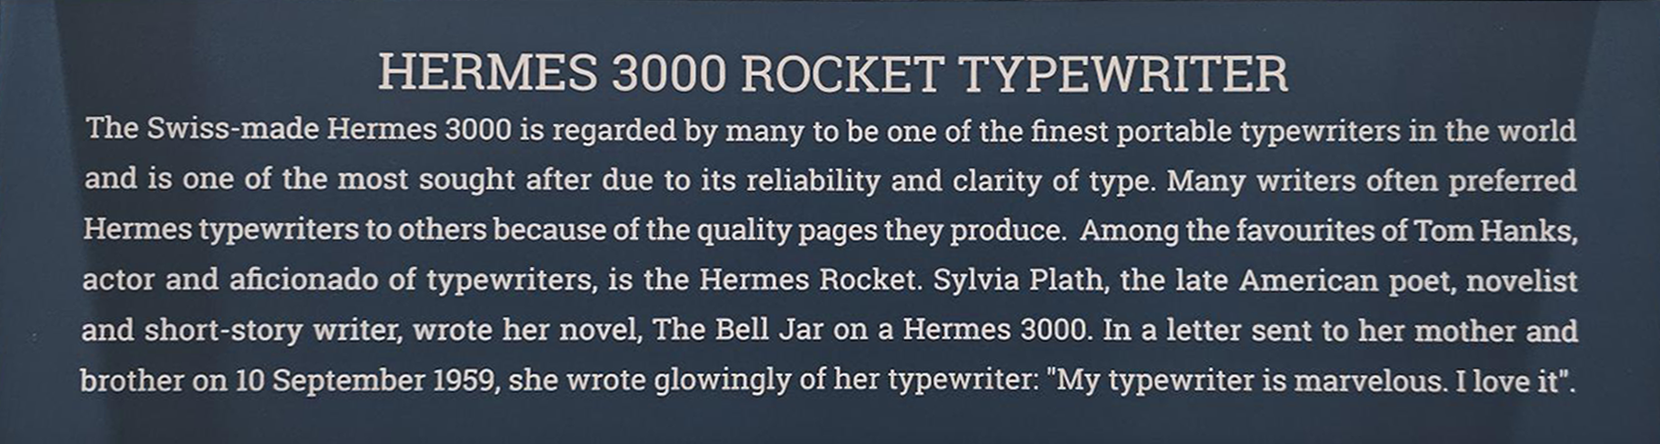 HERMES 3000 ROCKET TYPEWRITER
The Swiss-made Hermes 3000 is regarded by many to be one of the finest portable typewriters in the world
and is one of the most sought after due to its reliability and clarity of type. Many writers often preferred
Hermes typewriters to others because of the quality pages they produce.  Among the favourites of Tom Hanks,
actor and aficionado of typewriters, is the Hermes Rocket. Sylvia Plath, the late American poet, novelist
and short-story writer, wrote her novel, The Bell Jar on a Hermes 3000. In a letter sent to her mother and
brother on 10 September 1959, she wrote glowingly of her typewriter: "My typewriter is marvelous. I love it".